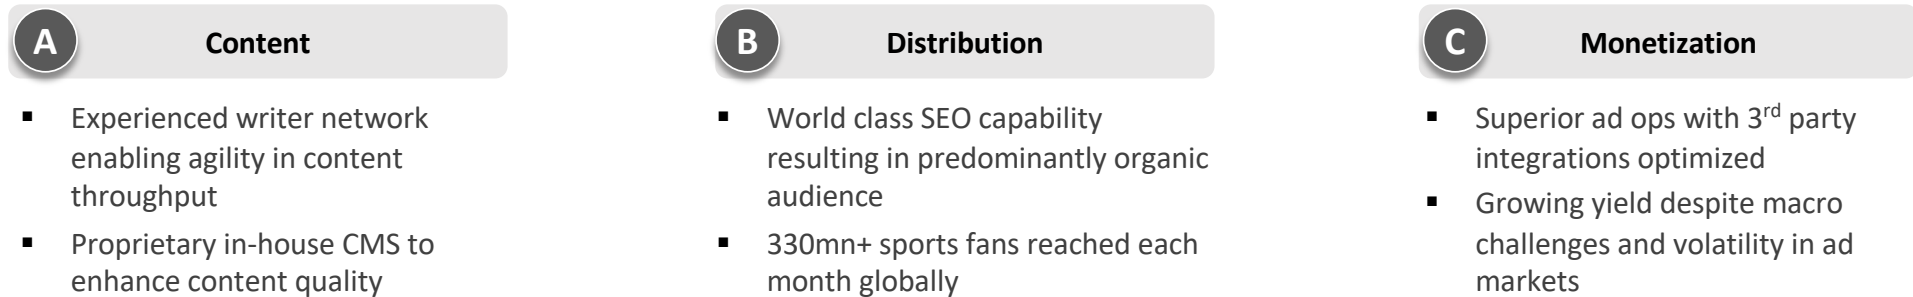 A
Content
▪ Experienced writer network
enabling agility in content
throughput
▪ Proprietary in-house CMS to
enhance content quality
B
Distribution
▪ World class SEO capability
resulting in predominantly organic
audience
▪ 330mn+ sports fans reached each
month globally
C
Monetization
▪ Superior ad ops with 3rd party
integrations optimized
▪ Growing yield despite macro
challenges and volatility in ad
markets